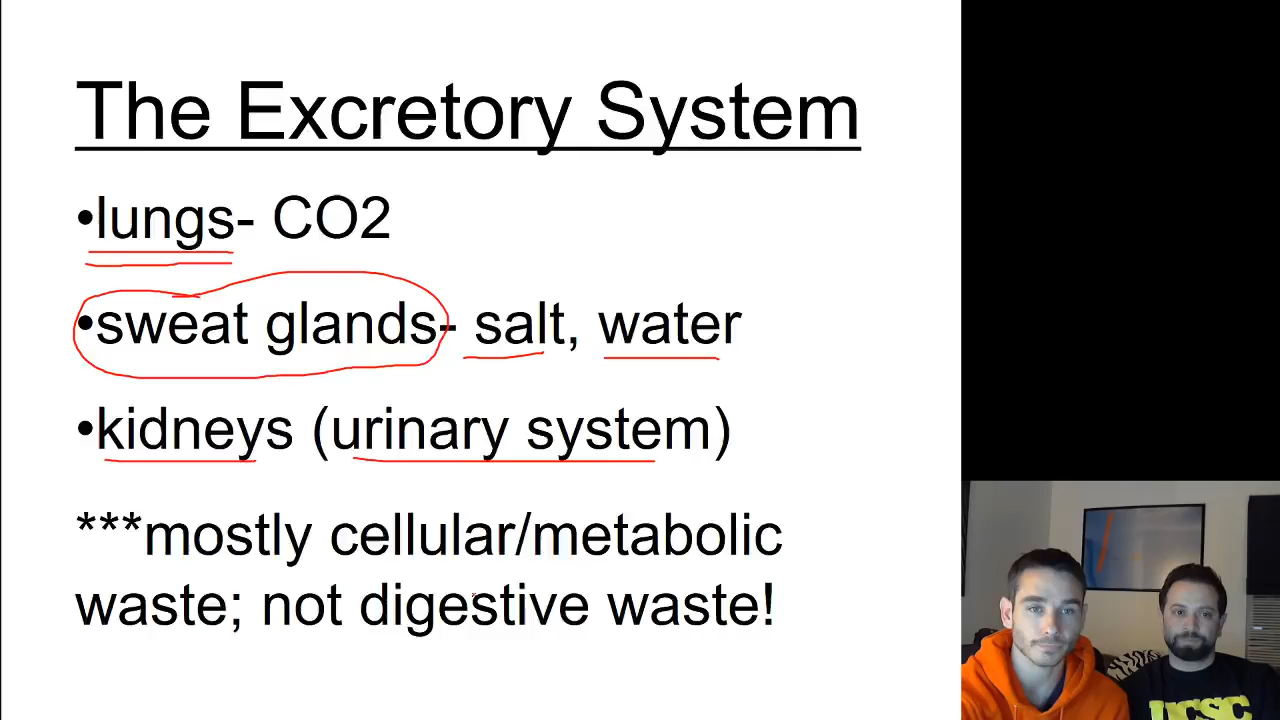 The Excretory System
•lungs- CO2
•sweat glands- salt, water
•kidneys (urinary system)
***mostly cellular/metabolic
waste; not digestive waste!
UCSC